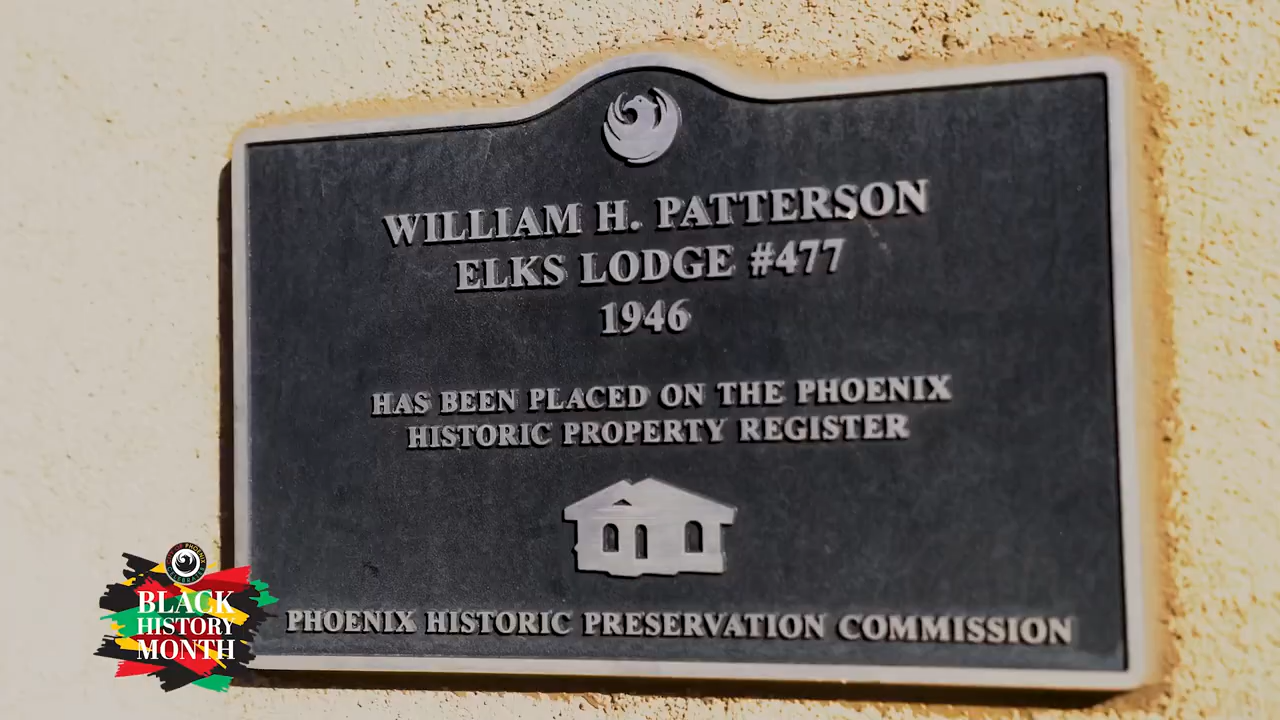 WILLIAM H. PATTERSON
ELKS LODGE #477
1946
HAS BEEN PLACED ON THE PHOENIX
HISTORIC PROPERTY REGISTER
PHOENIX HISTORIC PRESERVATION COMMISSION
BLACK
HISTORY
MONTH